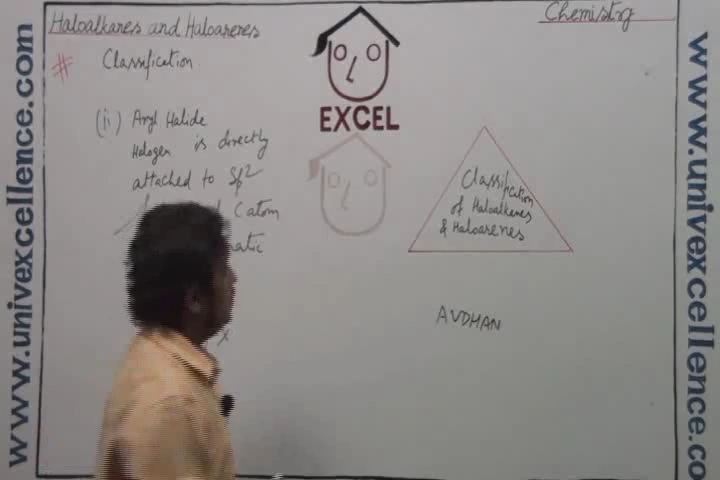 Haloalkanes and Haloarenes
Chemistry
# Classification
(ii) Aryl Halide
Halogen is directly
attached to Sp2
C atom
EXCEL
Classification
of Haloalkanes
& Haloarenes
AVDHAN
X
www.univexcellence.com
www.univexcellence.com